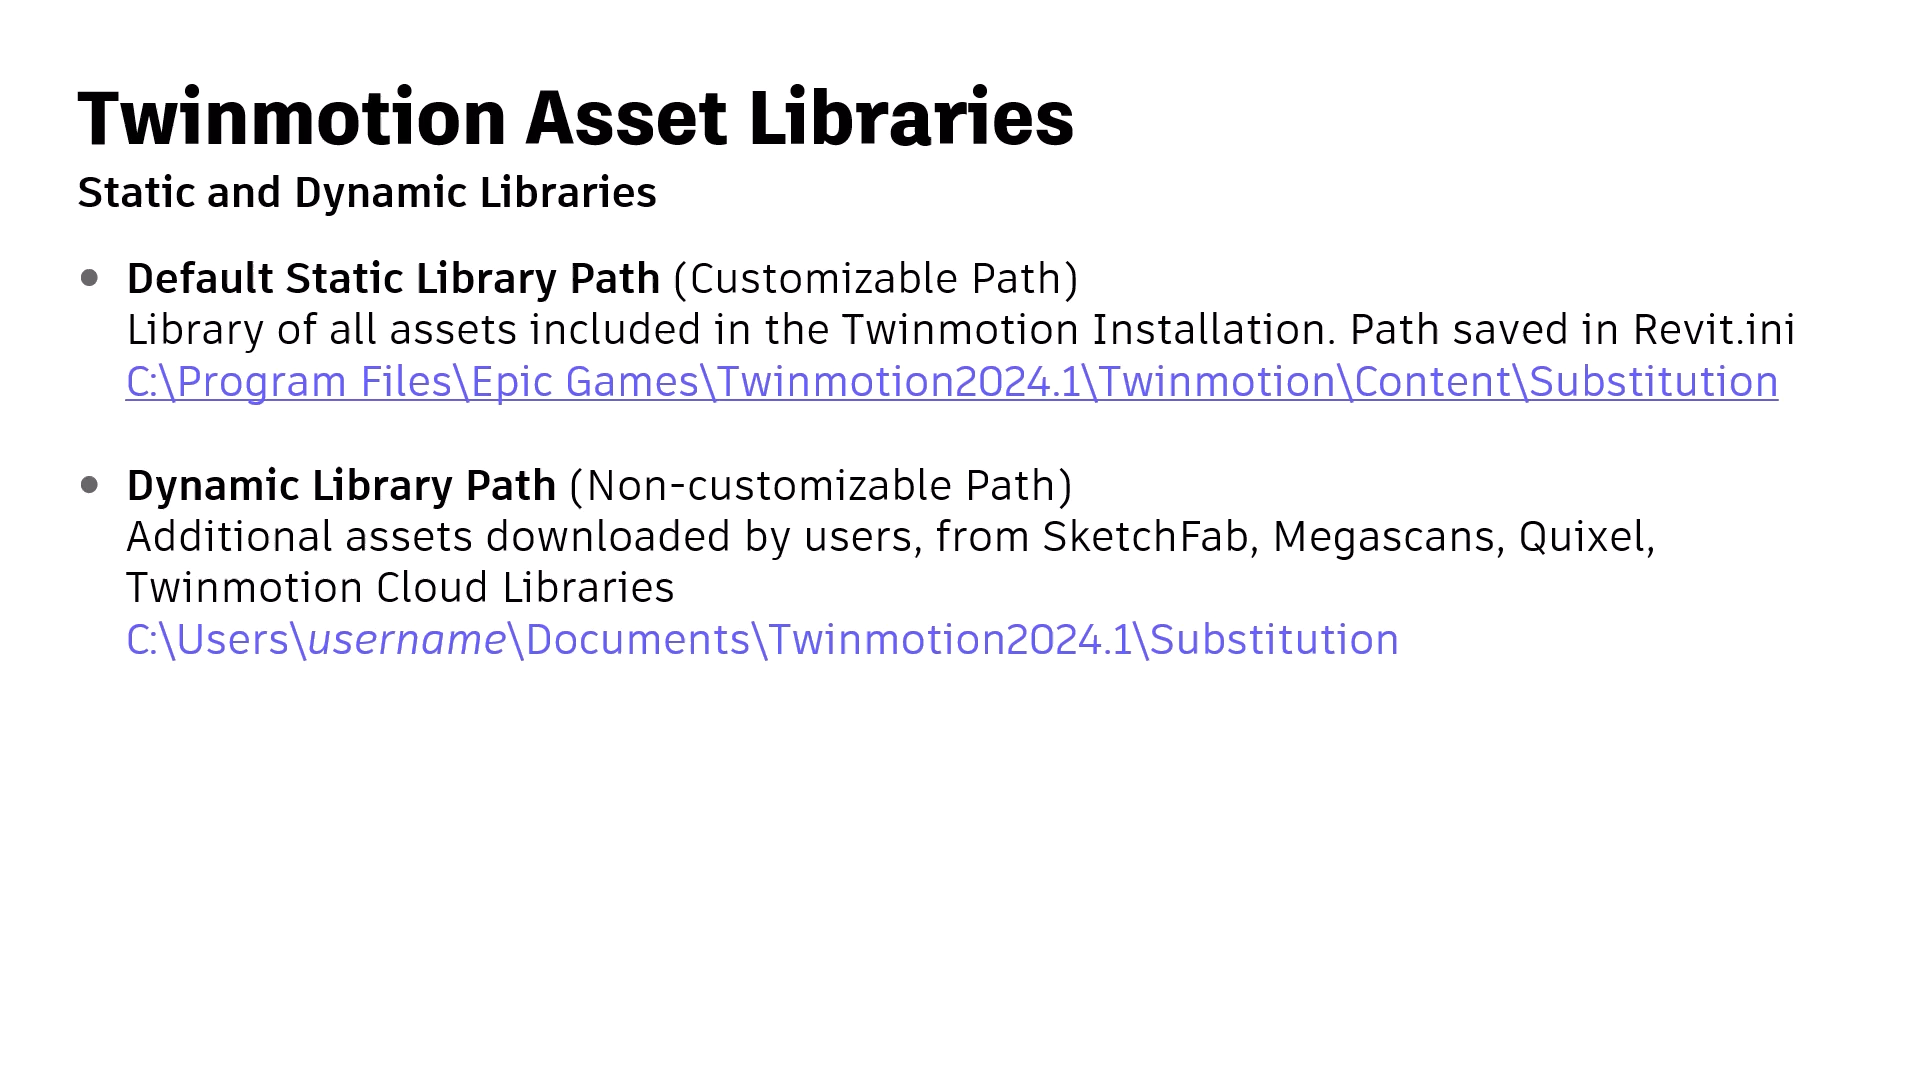 Twinmotion Asset Libraries
Static and Dynamic Libraries
• Default Static Library Path (Customizable Path)
Library of all assets included in the Twinmotion Installation. Path saved in Revit.ini
C:\Program Files\Epic Games\Twinmotion2024.1\Twinmotion\Content\Substitution
• Dynamic Library Path (Non-customizable Path)
Additional assets downloaded by users, from SketchFab, Megascans, Quixel,
Twinmotion Cloud Libraries
C:\Users\username\Documents\Twinmotion2024.1\Substitution